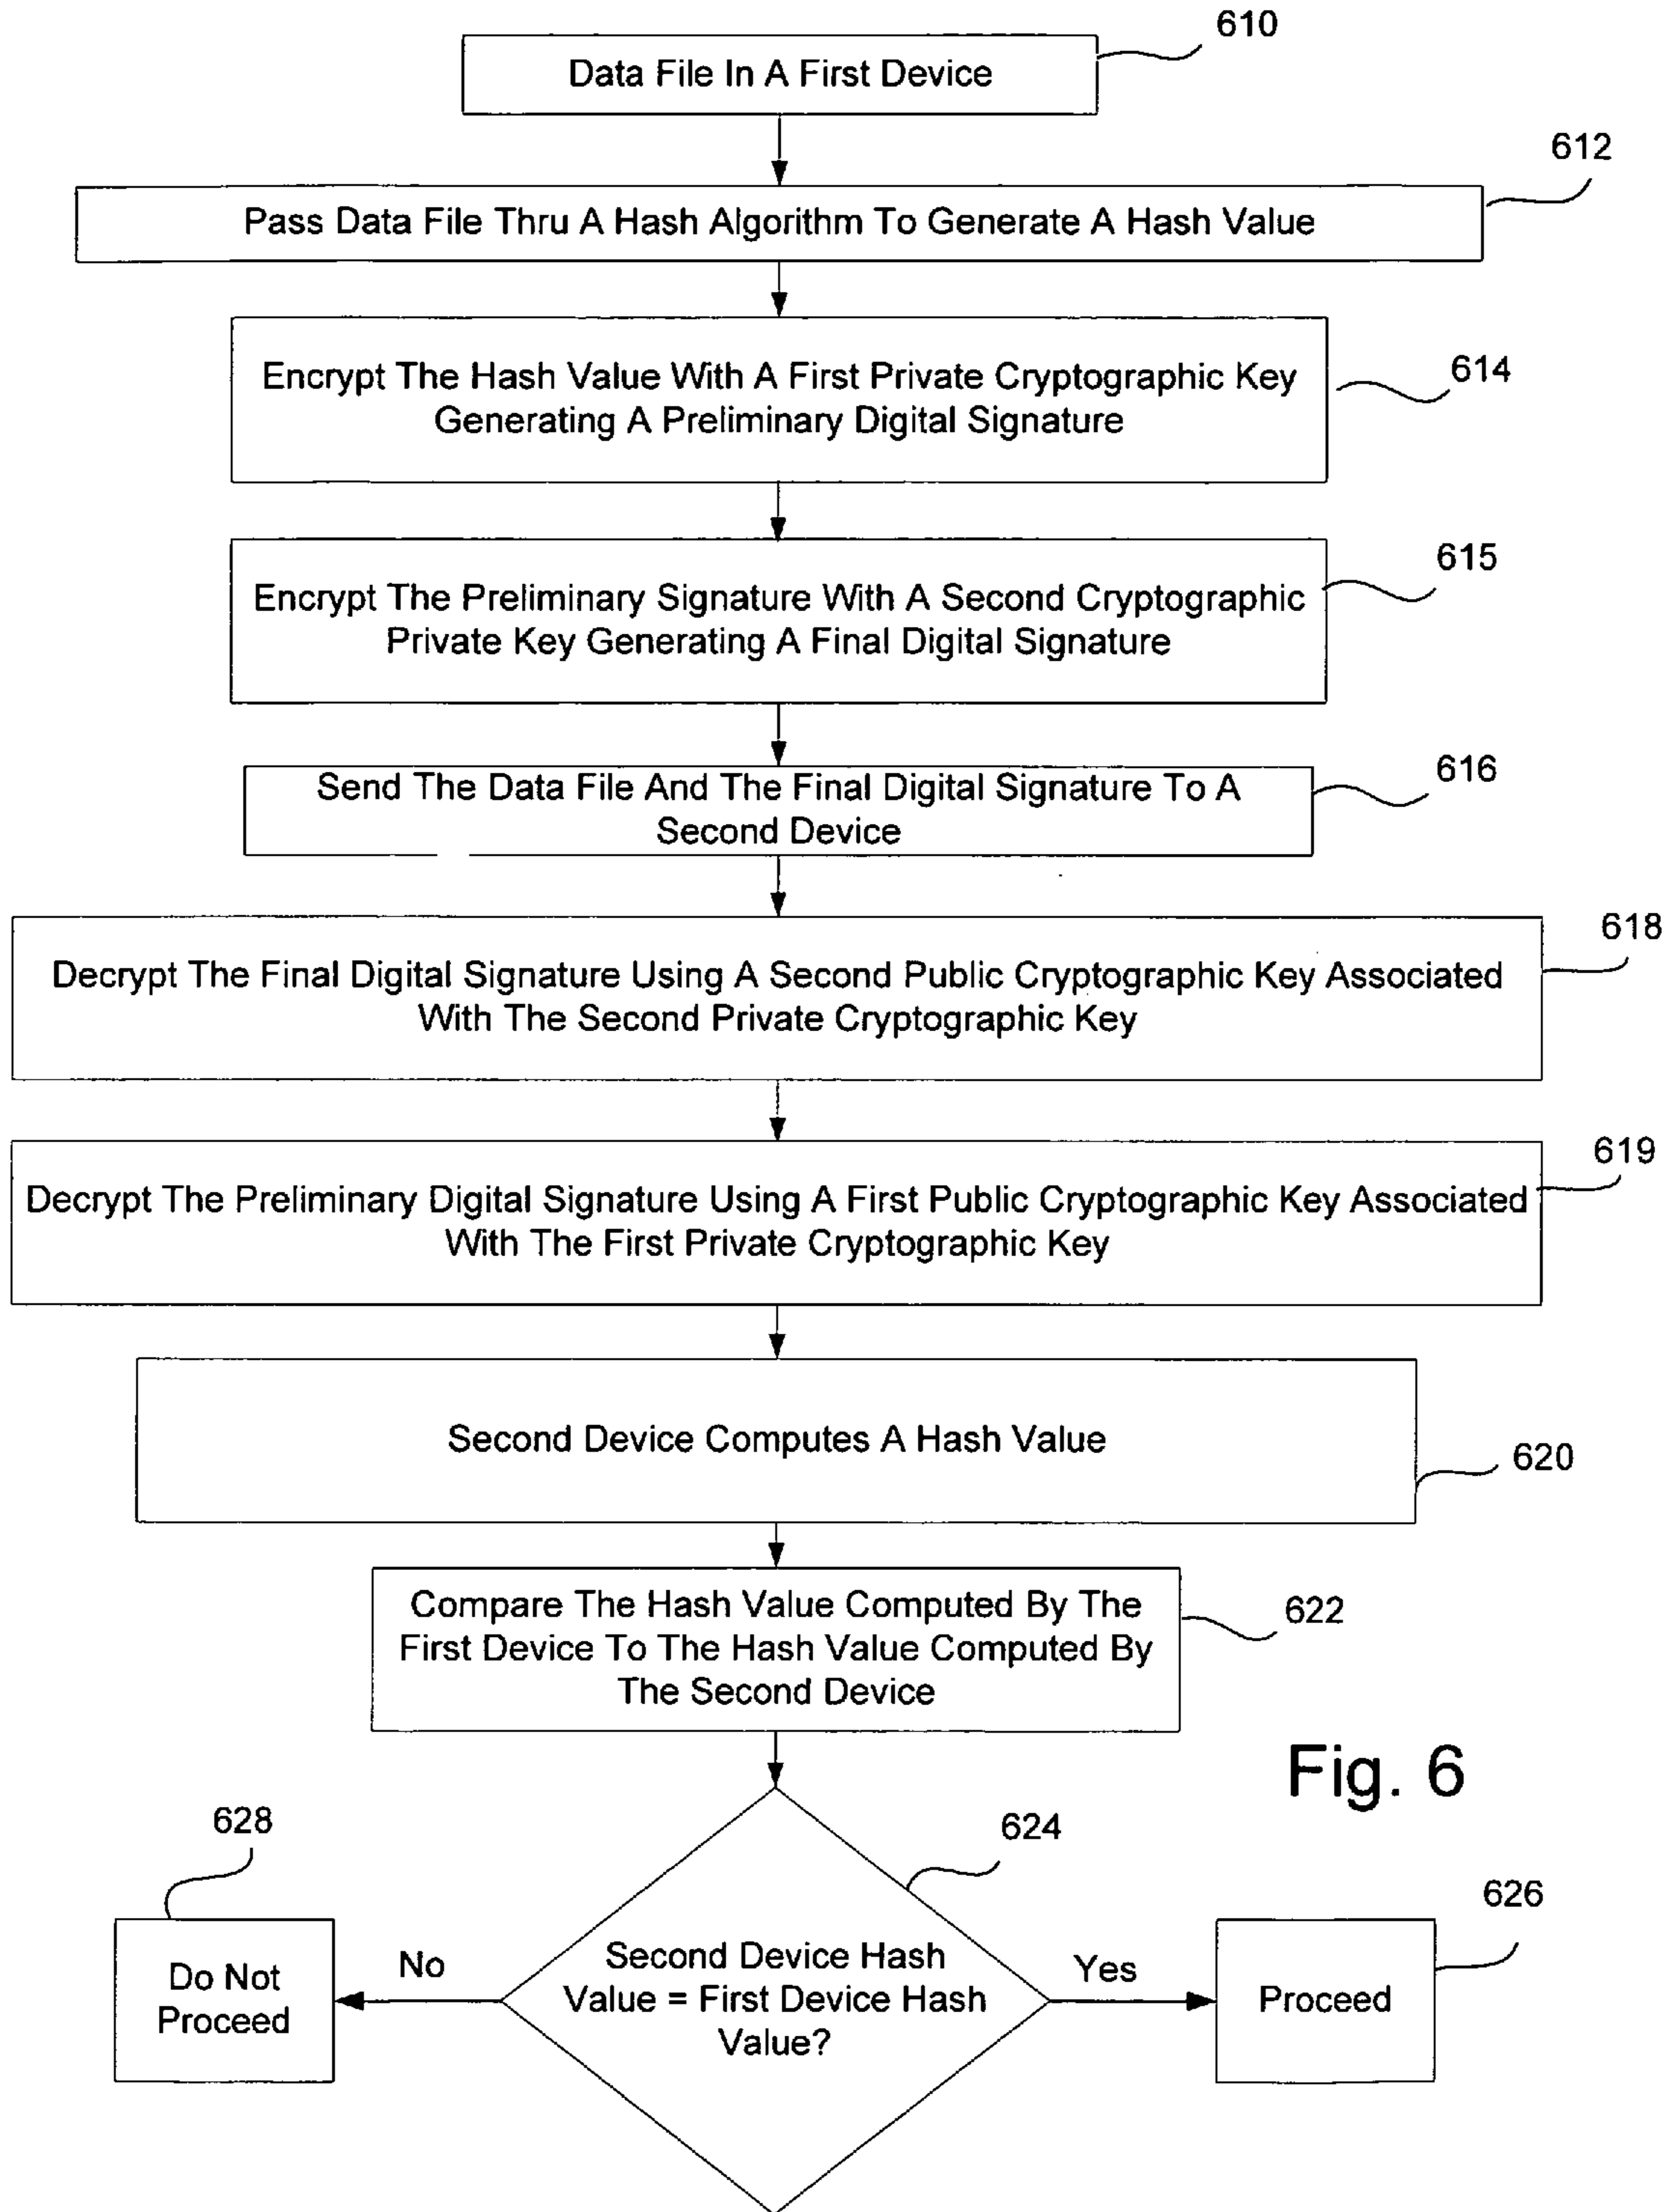 610
Data File In A First Device
612
Pass Data File Thru A Hash Algorithm To Generate A Hash Value
614
Encrypt The Hash Value With A First Private Cryptographic Key
Generating A Preliminary Digital Signature
615
Encrypt The Preliminary Signature With A Second Cryptographic
Private Key Generating A Final Digital Signature
616
Send The Data File And The Final Digital Signature To A
Second Device
618
Decrypt The Final Digital Signature Using A Second Public Cryptographic Key Associated
With The Second Private Cryptographic Key
619
Decrypt The Preliminary Digital Signature Using A First Public Cryptographic Key Associated
With The First Private Cryptographic Key
Second Device Computes A Hash Value
620
Compare The Hash Value Computed By The
First Device To The Hash Value Computed By
The Second Device
622
Fig. 6
628
624
626
Do Not
Proceed
No
Second Device Hash
Value = First Device Hash
Value?
Yes
Proceed